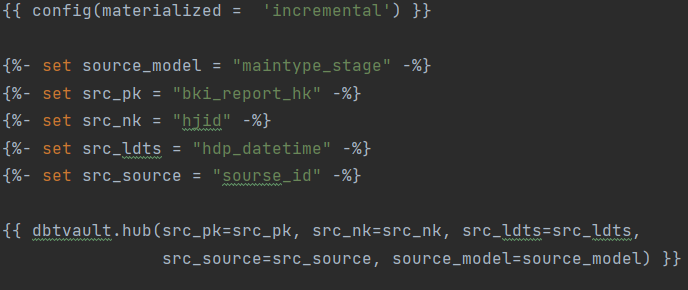 {{ config(materialized =  'incremental') }}
{%- set source_model = "maintype_stage" -%}
{%- set src_pk = "bki_report_hk" -%}
{%- set src_nk = "hjid" -%}
{%- set src_ldts = "hdp_datetime" -%}
{%- set src_source = "sourse_id" -%}
{{ dbtvault.hub(src_pk=src_pk, src_nk=src_nk, src_ldts=src_ldts,
                src_source=src_source, source_model=source_model) }}